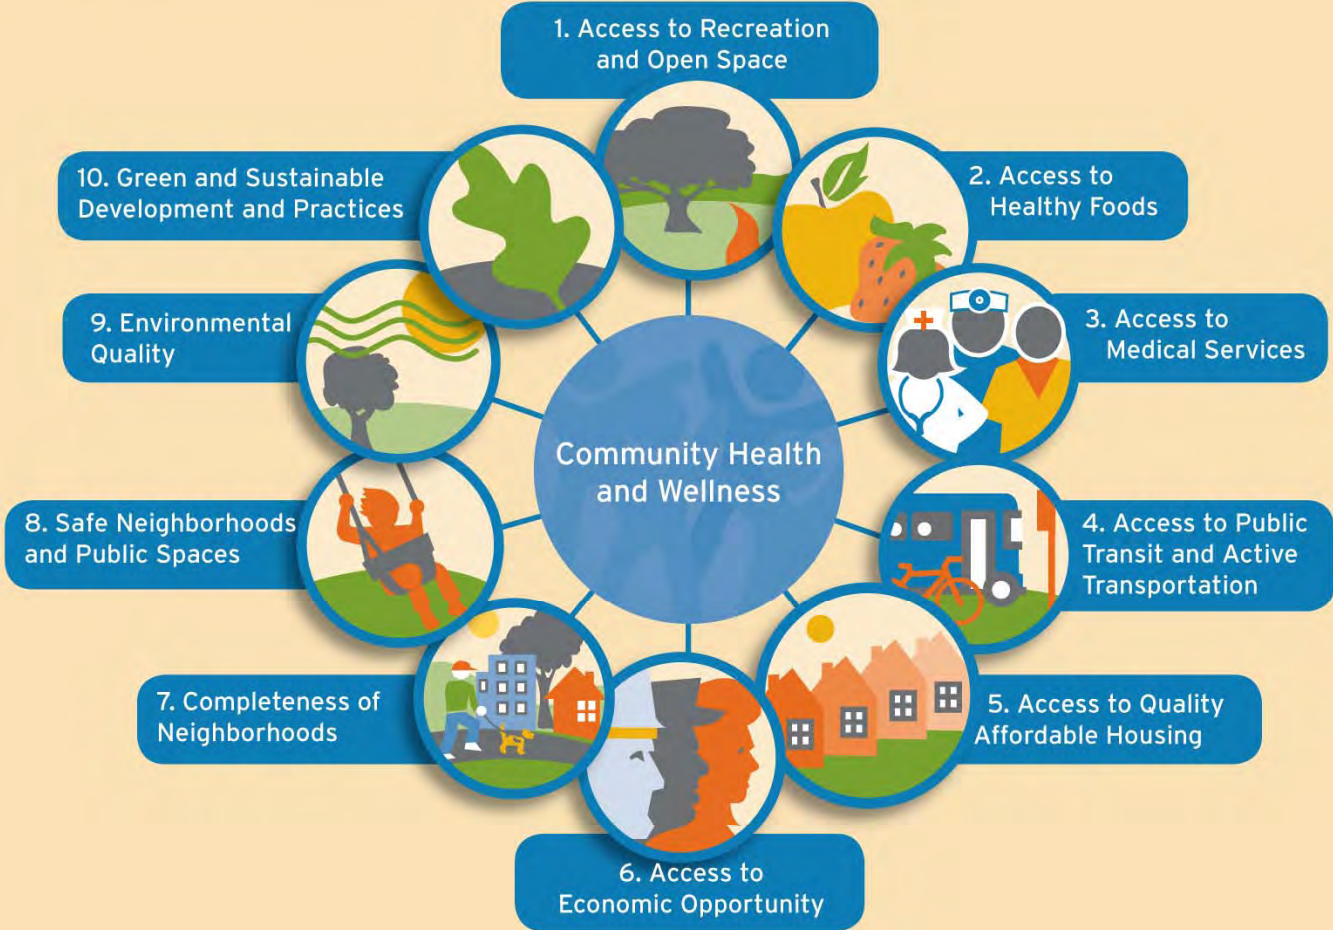 1. Access to Recreation
and Open Space
2. Access to
Healthy Foods
3. Access to
Medical Services
4. Access to Public
Transit and Active
Transportation
5. Access to Quality
Affordable Housing
6. Access to
Economic Opportunity
7. Completeness of
Neighborhoods
8. Safe Neighborhoods
and Public Spaces
9. Environmental
Quality
10. Green and Sustainable
Development and Practices
Community Health
and Wellness